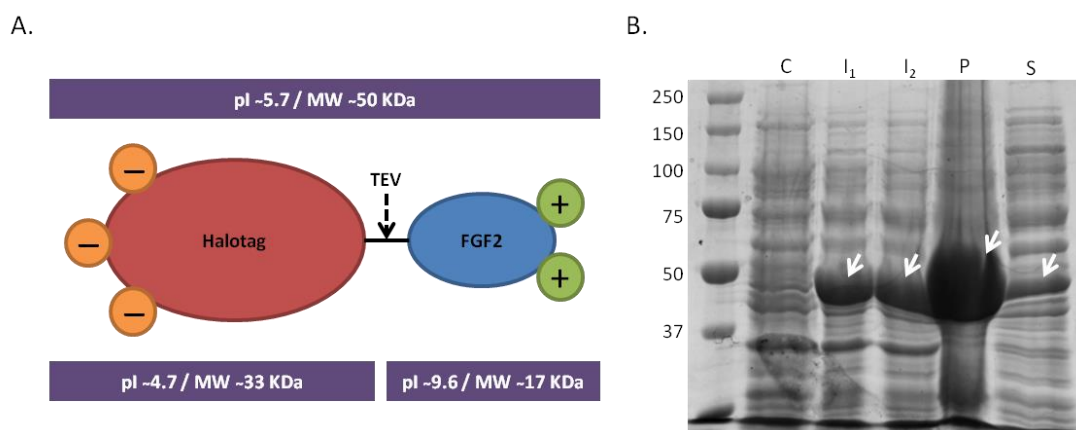 A.
pI ~5.7 / MW ~50 KDa
TEV
− Halotag FGF2 +
− +
−
pI ~4.7 / MW ~33 KDa pI ~9.6 / MW ~17 KDa
B.
C I₁ I₂ P S
250
150
100
75
50
37